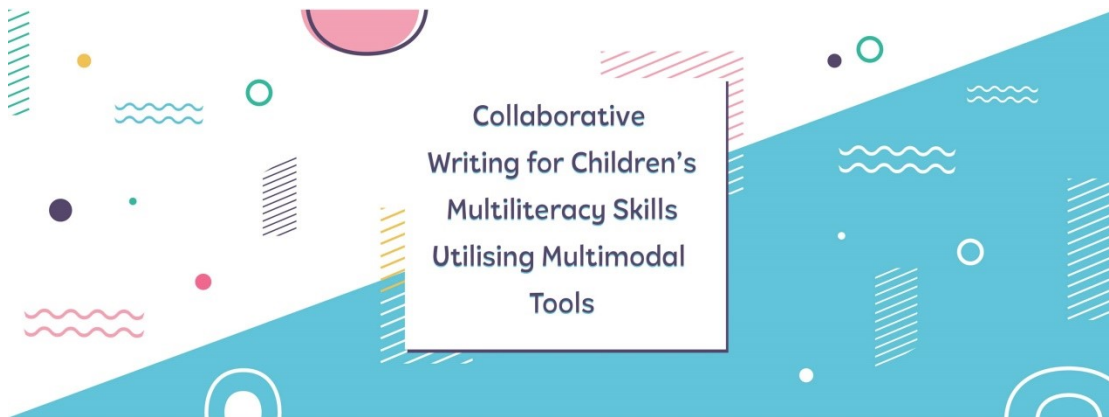 Collaborative
Writing for Children's
Multiliteracy Skills
Utilising Multimodal
Tools